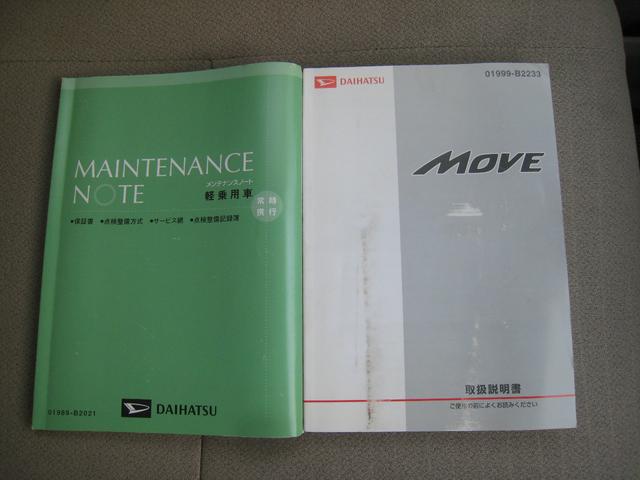 MAINTENANCE
NOTE
メンテナンスノート
軽乗用車
常時
携行
●保証書 ●点検整備方式 ●サービス網 ●点検整備記録簿
01989-B2021
DAIHATSU
DAIHATSU
01999-B2233
MOVE
取扱説明書
ご使用の前によくお読みください